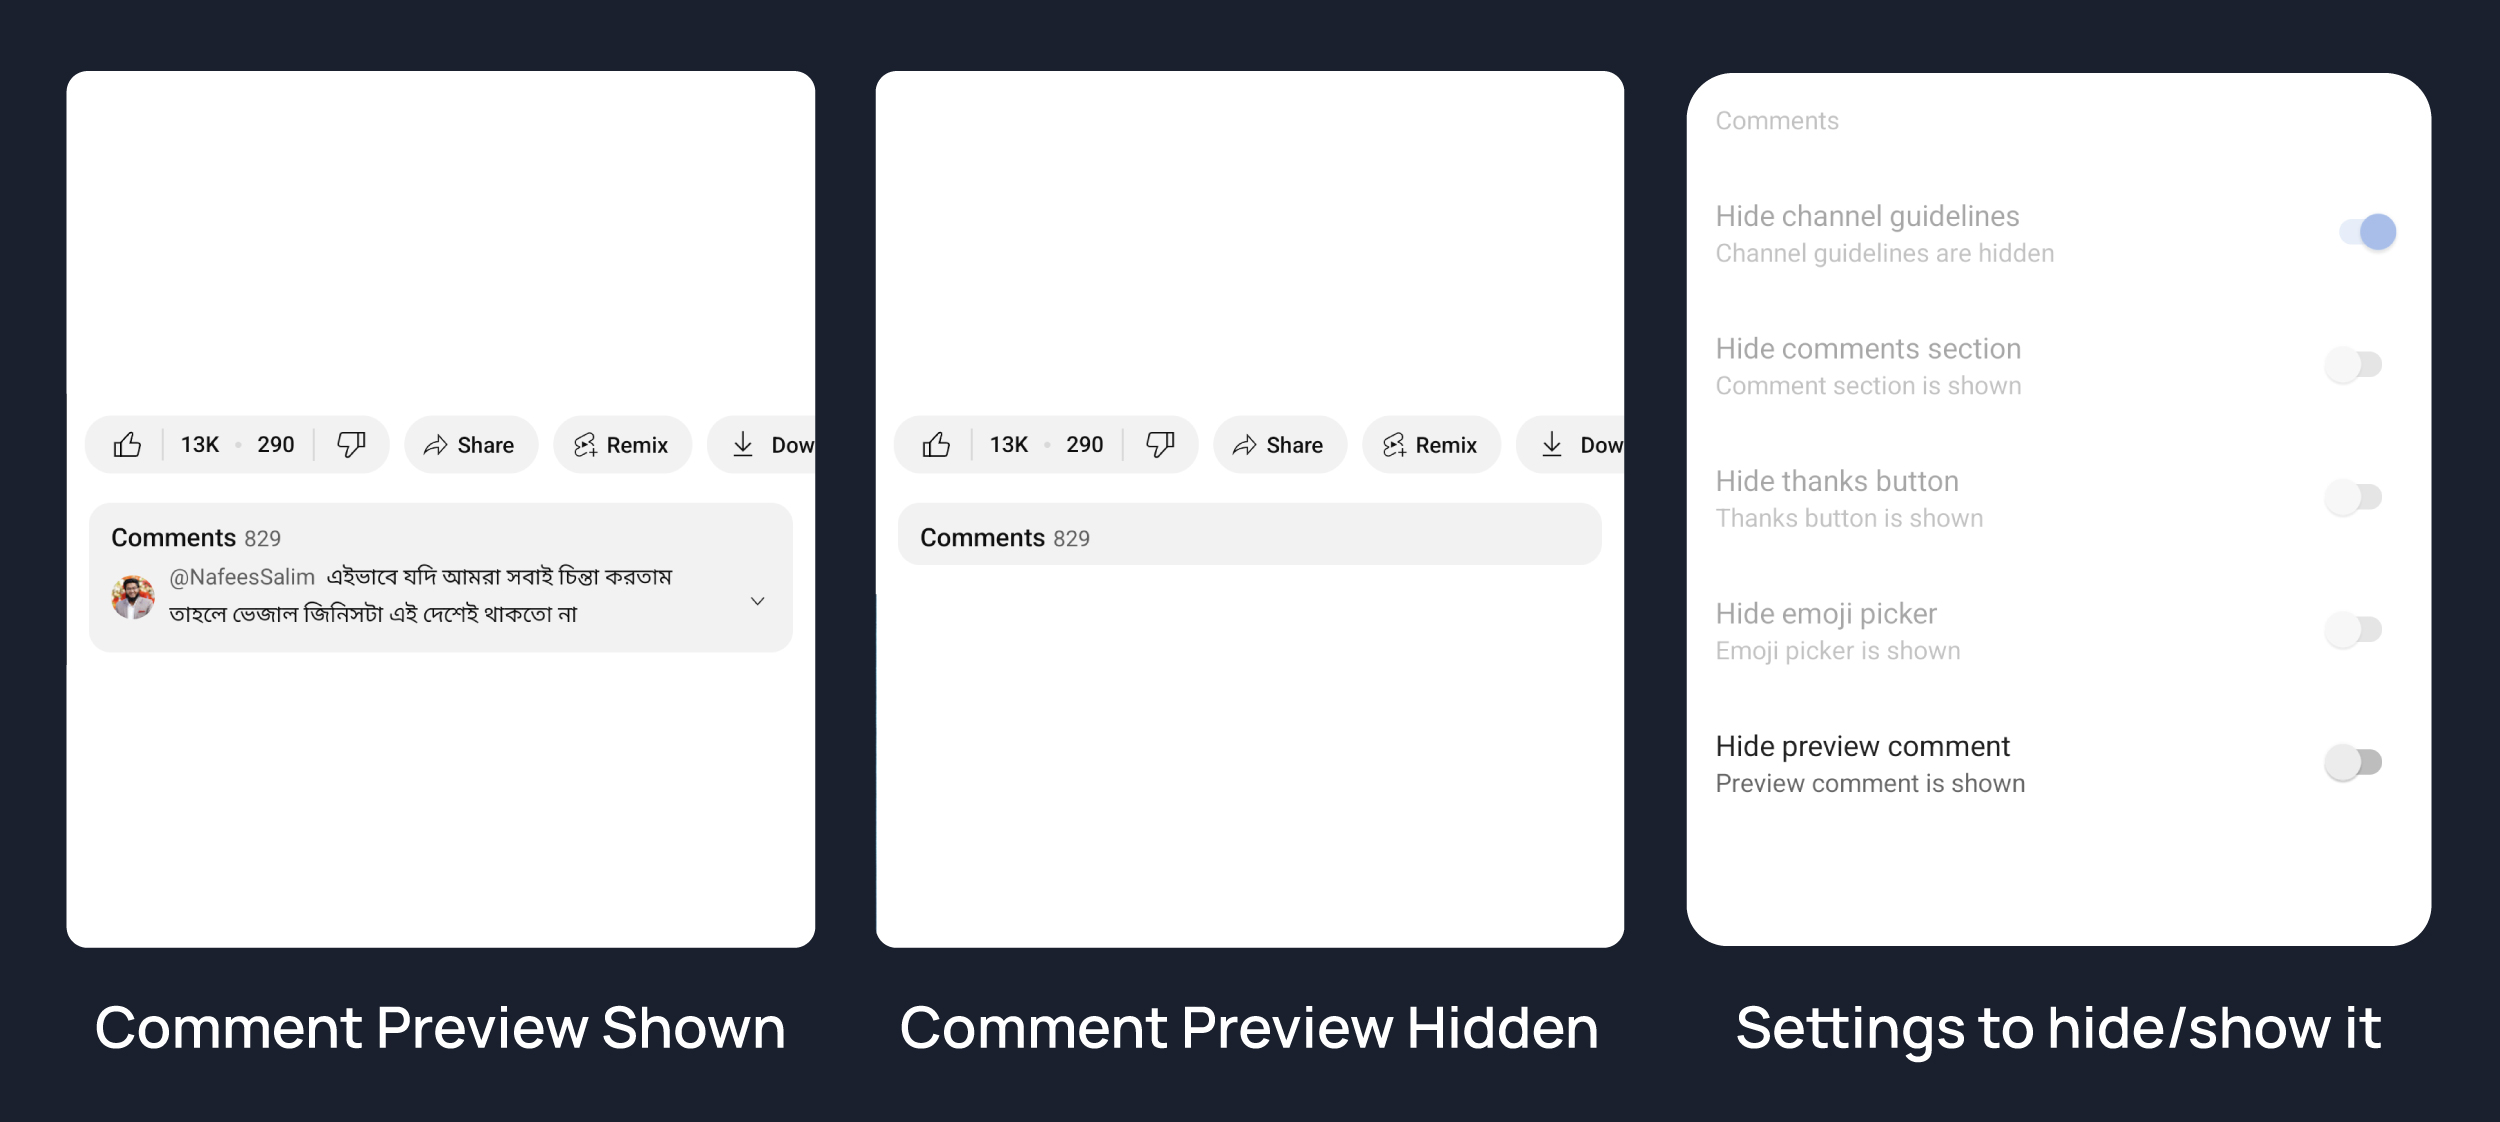 13K • 290 Share Remix Dow
Comments 829
@NafeesSalim এইভাবে যদি আমরা সবাই চিন্তা করতাম
তাহলে ভেজাল জিনিসটা এই দেশেই থাকতো না
Comment Preview Shown
13K • 290 Share Remix Dow
Comments 829
Comment Preview Hidden
Comments
Hide channel guidelines
Channel guidelines are hidden
Hide comments section
Comment section is shown
Hide thanks button
Thanks button is shown
Hide emoji picker
Emoji picker is shown
Hide preview comment
Preview comment is shown
Settings to hide/show it